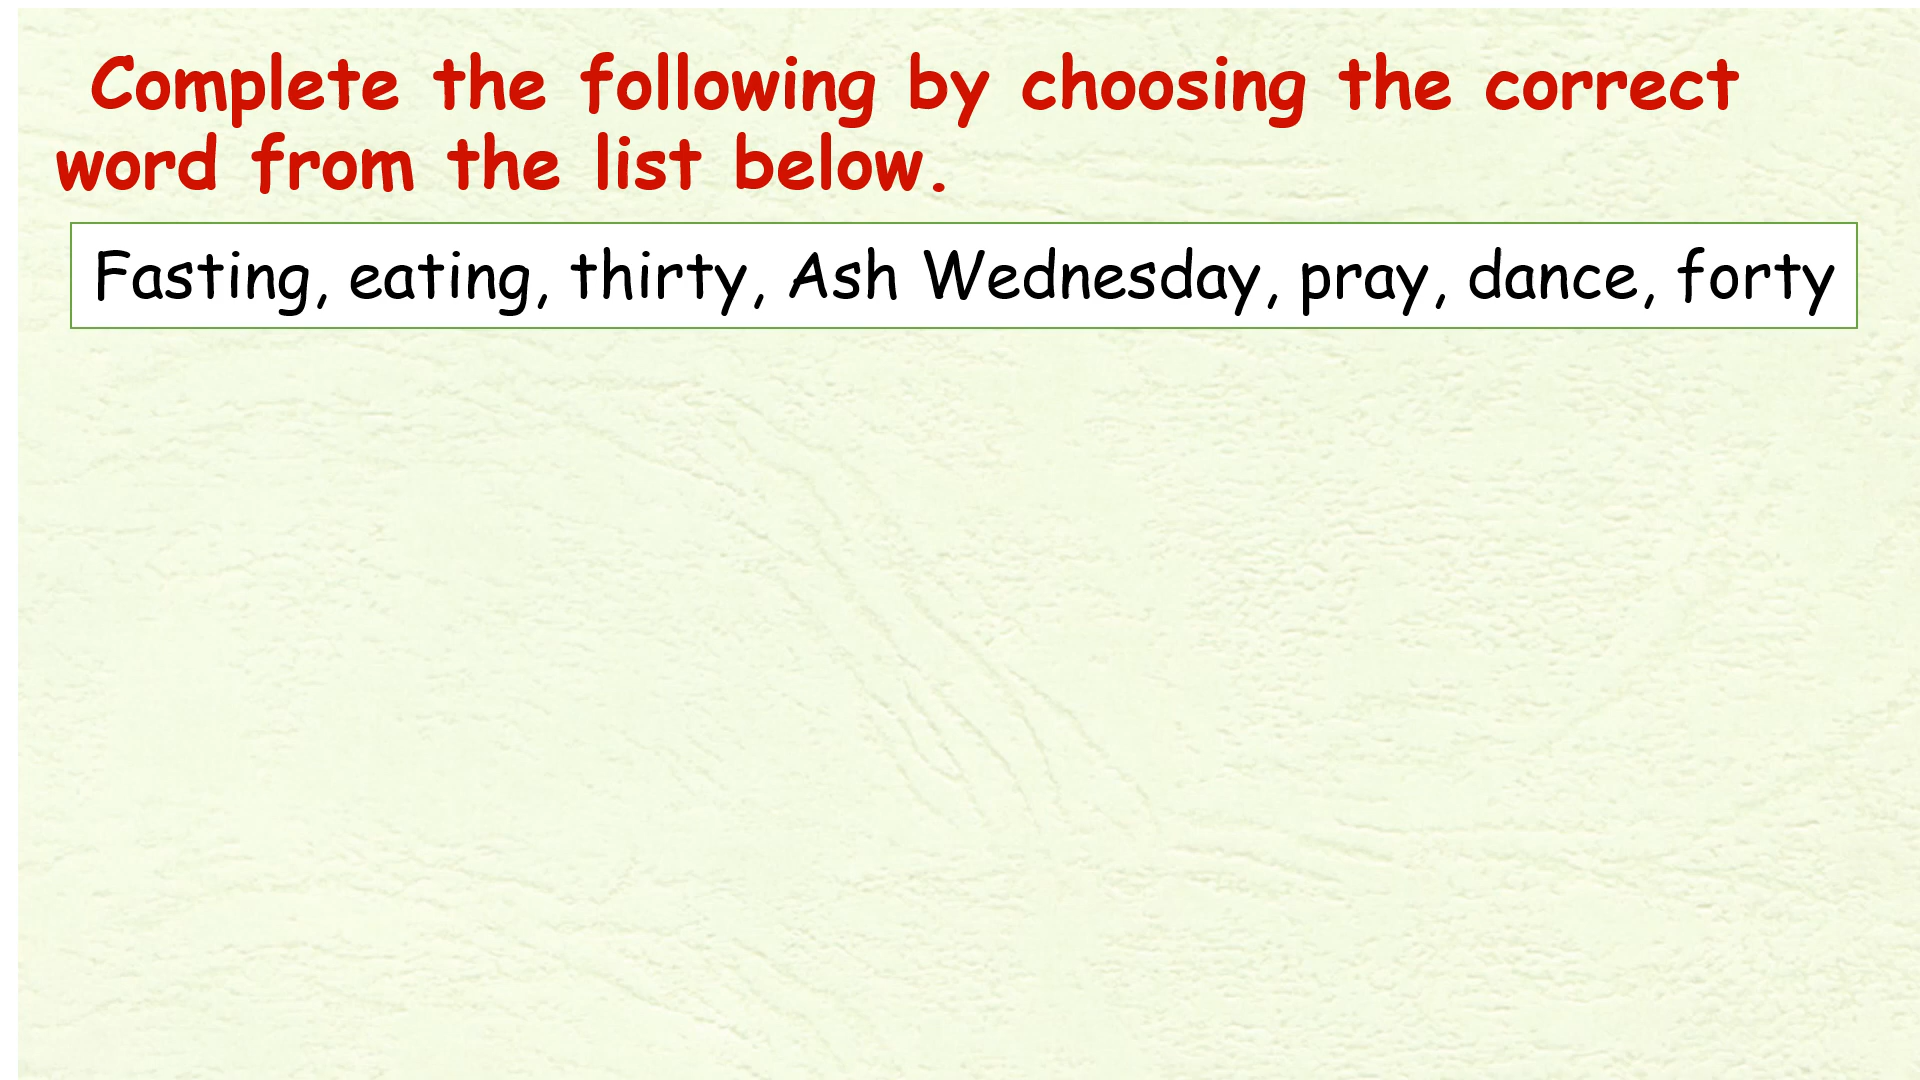 Complete the following by choosing the correct
word from the list below.
Fasting, eating, thirty, Ash Wednesday, pray, dance, forty